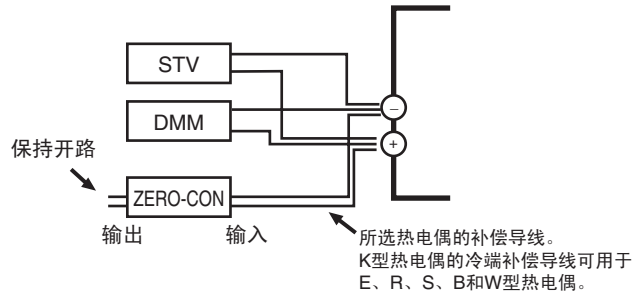 STV
−
DMM
+
保持开路
ZERO-CON
输出
输入
所选热电偶的补偿导线。
K型热电偶的冷端补偿导线可用于
E、R、S、B和W型热电偶。